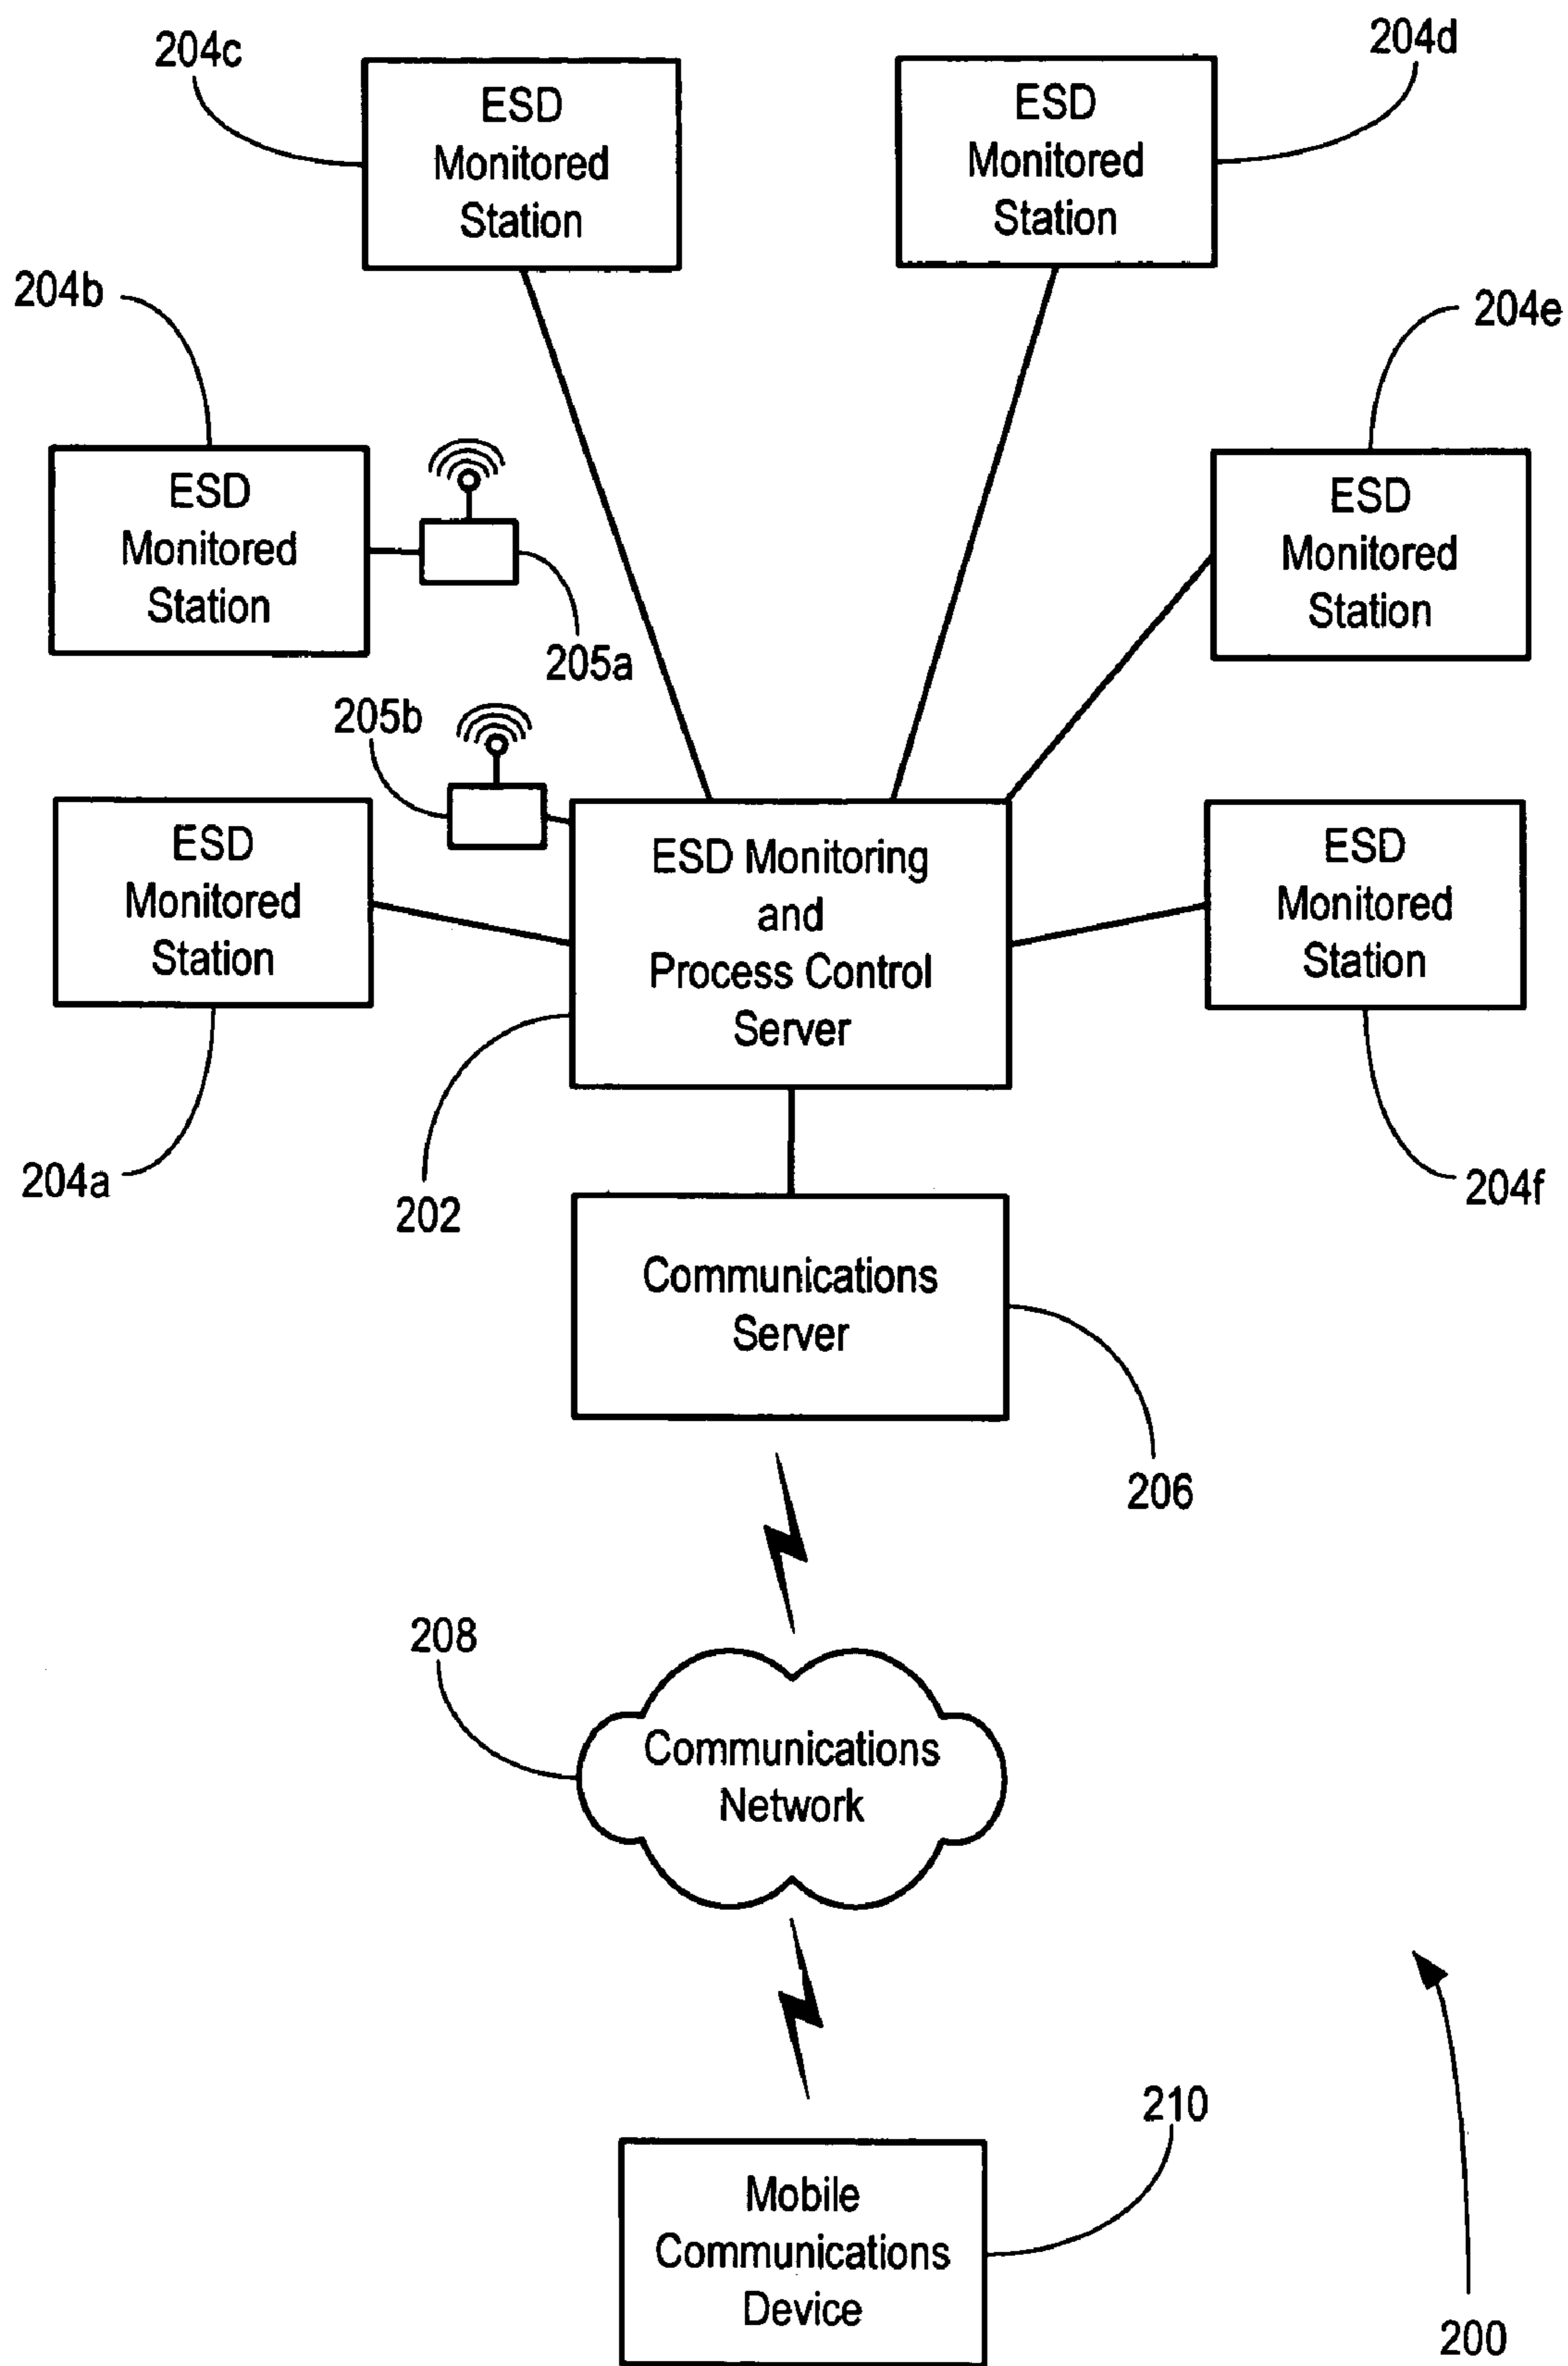 204c
ESD
Monitored
Station
204d
ESD
Monitored
Station
204b
ESD
Monitored
Station
205a
204e
ESD
Monitored
Station
205b
204a
ESD
Monitored
Station
ESD Monitoring
and
Process Control
Server
202
ESD
Monitored
Station
204f
Communications
Server
206
208
Communications
Network
210
Mobile
Communications
Device
200